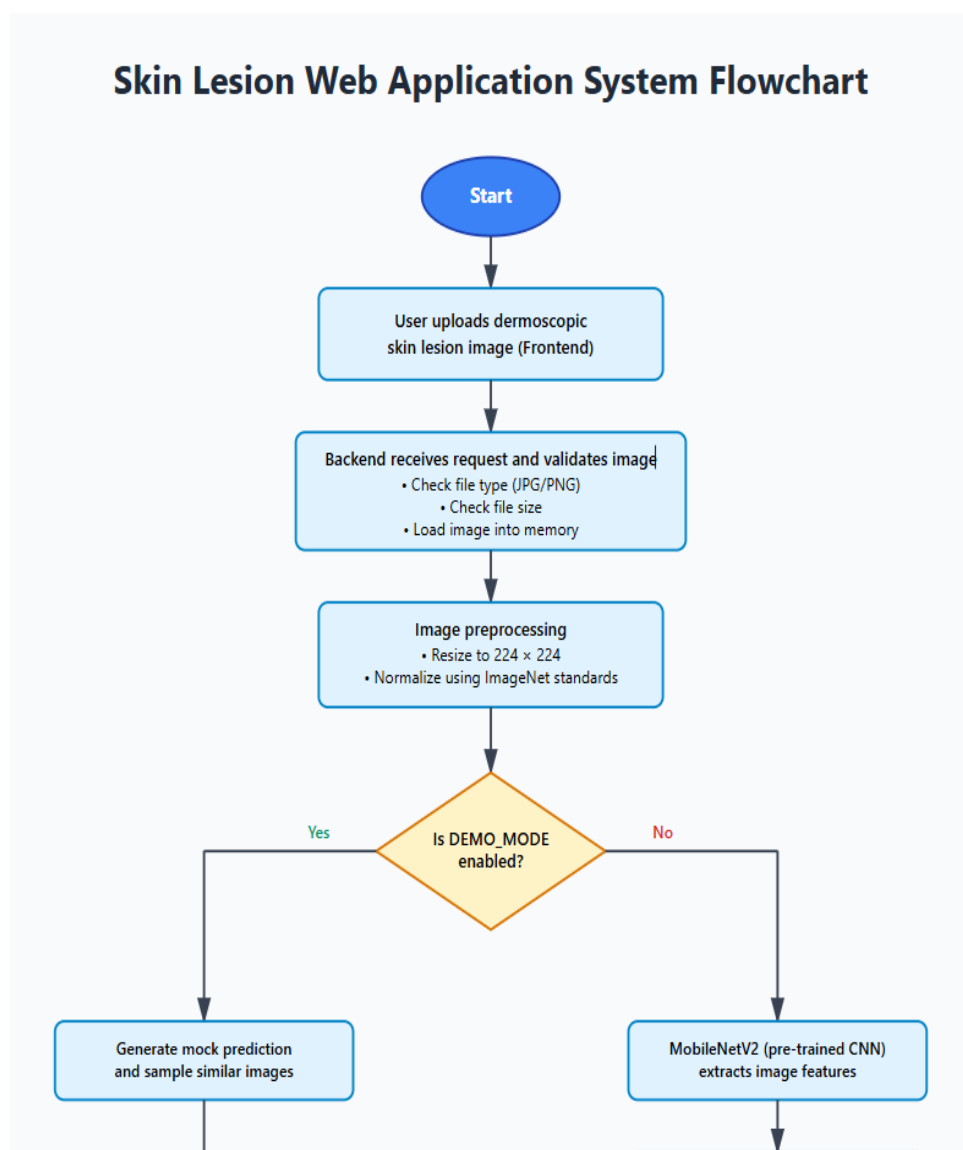 Skin Lesion Web Application System Flowchart
Start
User uploads dermoscopic
skin lesion image (Frontend)
Backend receives request and validates image
• Check file type (JPG/PNG)
• Check file size
• Load image into memory
Image preprocessing
• Resize to 224 × 224
• Normalize using ImageNet standards
Is DEMO_MODE
enabled?
Yes
No
Generate mock prediction
and sample similar images
MobileNetV2 (pre-trained CNN)
extracts image features